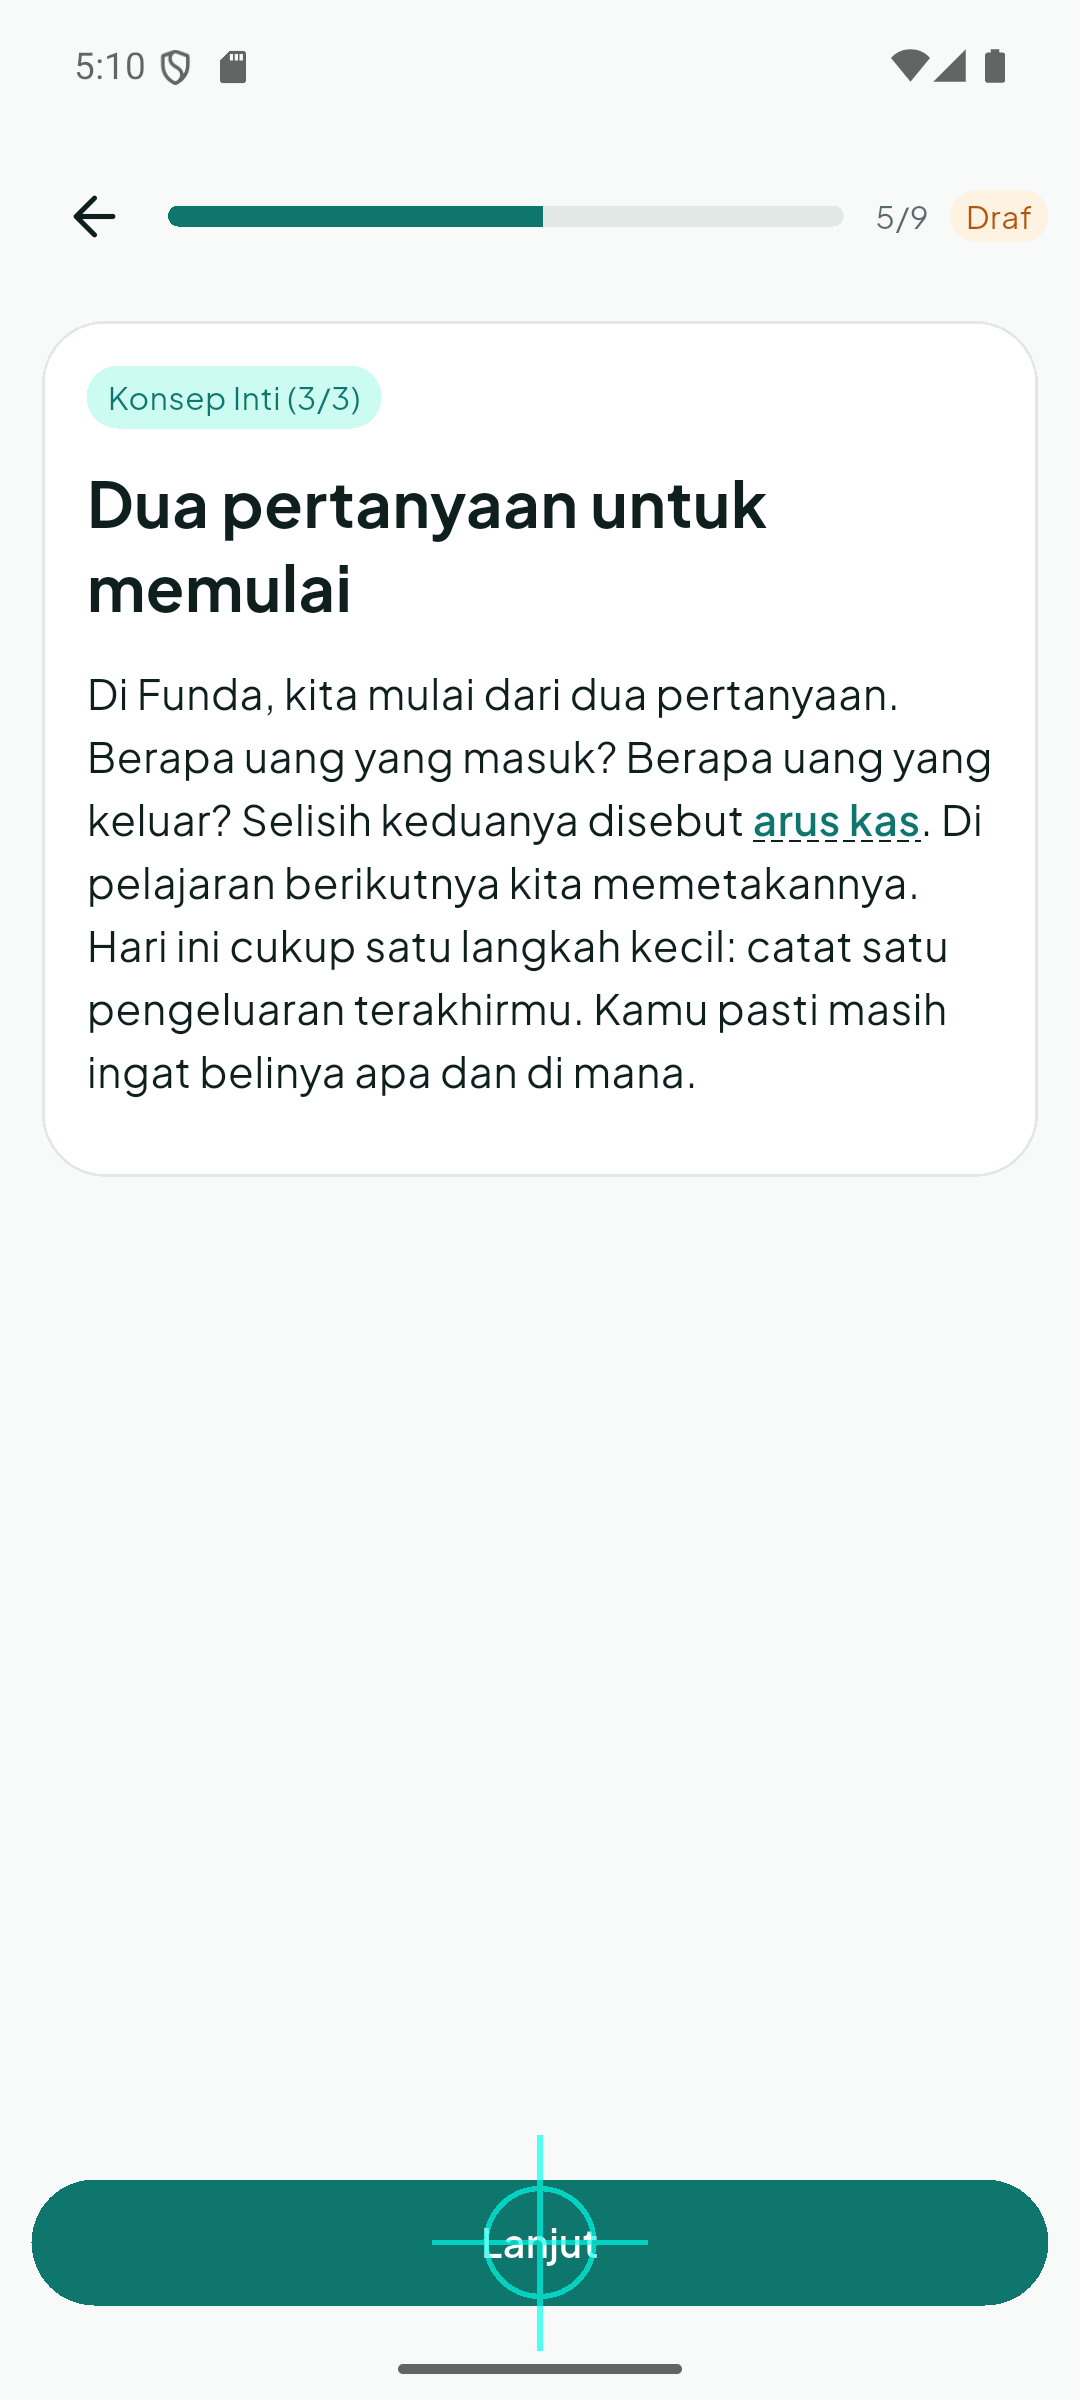 5:10
5/9
Draf
Konsep Inti (3/3)
Dua pertanyaan untuk
memulai
Di Funda, kita mulai dari dua pertanyaan.
Berapa uang yang masuk? Berapa uang yang
keluar? Selisih keduanya disebut arus kas. Di
pelajaran berikutnya kita memetakannya.
Hari ini cukup satu langkah kecil: catat satu
pengeluaran terakhirmu. Kamu pasti masih
ingat belinya apa dan di mana.
Lanjut